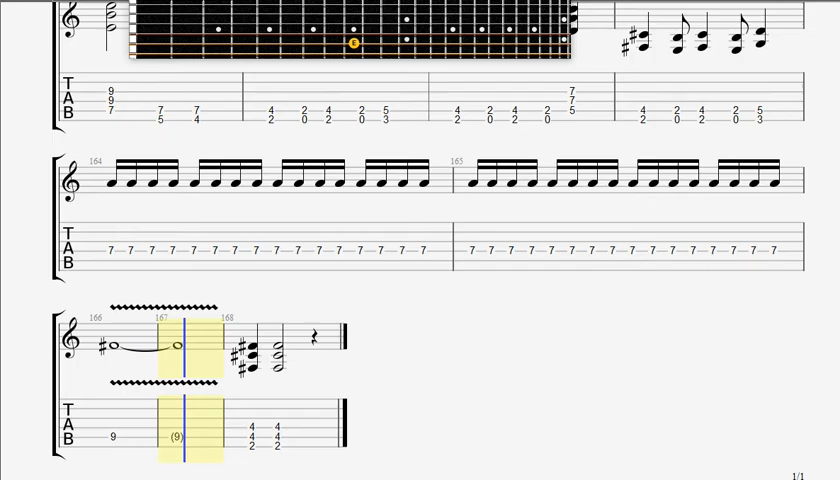 E
T 9 7
A 9 7
B 7 7 7 4 2 4 2 5 4 2 4 2 5 4 2 4 2 5
5 4 2 0 2 0 3 2 0 2 0 2 0 2 0 3
164 165
T
A 7 7 7 7 7 7 7 7 7 7 7 7 7 7 7 7 7 7 7 7 7 7 7 7 7 7 7 7 7 7 7 7
B
166 167 168
T
A 4 4
B 9 (9) 4 4
2 2
1/1